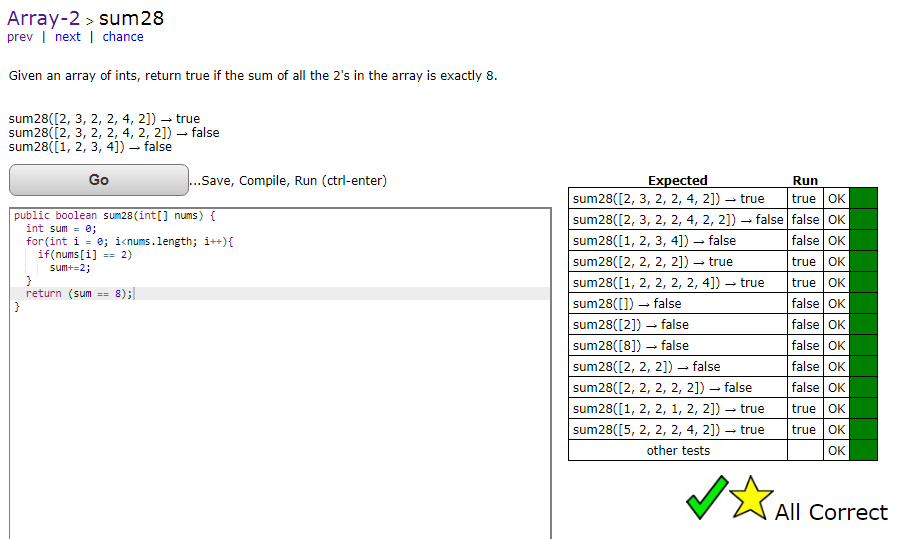 Array-2 > sum28
prev | next | chance
Given an array of ints, return true if the sum of all the 2's in the array is exactly 8.
sum28([2, 3, 2, 2, 4, 2]) → true
sum28([2, 3, 2, 2, 4, 2, 2]) → false
sum28([1, 2, 3, 4]) → false
Go ...Save, Compile, Run (ctrl-enter)
public boolean sum28(int[] nums) {
int sum = 0;
for(int i = 0; i<nums.length; i++){
if(nums[i] == 2)
sum+=2;
}
return (sum == 8);
}
Expected Run
sum28([2, 3, 2, 2, 4, 2]) → true true OK
sum28([2, 3, 2, 2, 4, 2, 2]) → false false OK
sum28([1, 2, 3, 4]) → false false OK
sum28([2, 2, 2, 2]) → true true OK
sum28([1, 2, 2, 2, 2, 4]) → true true OK
sum28([]) → false false OK
sum28([2]) → false false OK
sum28([8]) → false false OK
sum28([2, 2, 2]) → false false OK
sum28([2, 2, 2, 2, 2]) → false false OK
sum28([1, 2, 2, 1, 2, 2]) → true true OK
sum28([5, 2, 2, 2, 4, 2]) → true true OK
other tests OK
All Correct